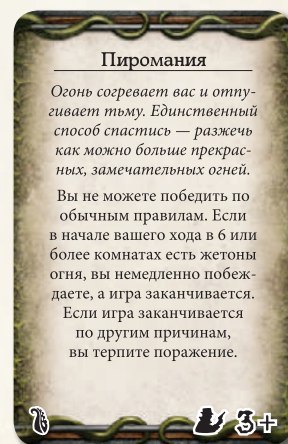 Пиромания
Огонь согревает вас и отпу-
гивает тьму. Единственный
способ спастись — разжечь
как можно больше прекрас-
ных, замечательных огней.
Вы не можете победить по
обычным правилам. Если
в начале вашего хода в 6 или
более комнатах есть жетоны
огня, вы немедленно побеж-
даете, а игра заканчивается.
Если игра заканчивается
по другим причинам,
вы терпите поражение.
3+